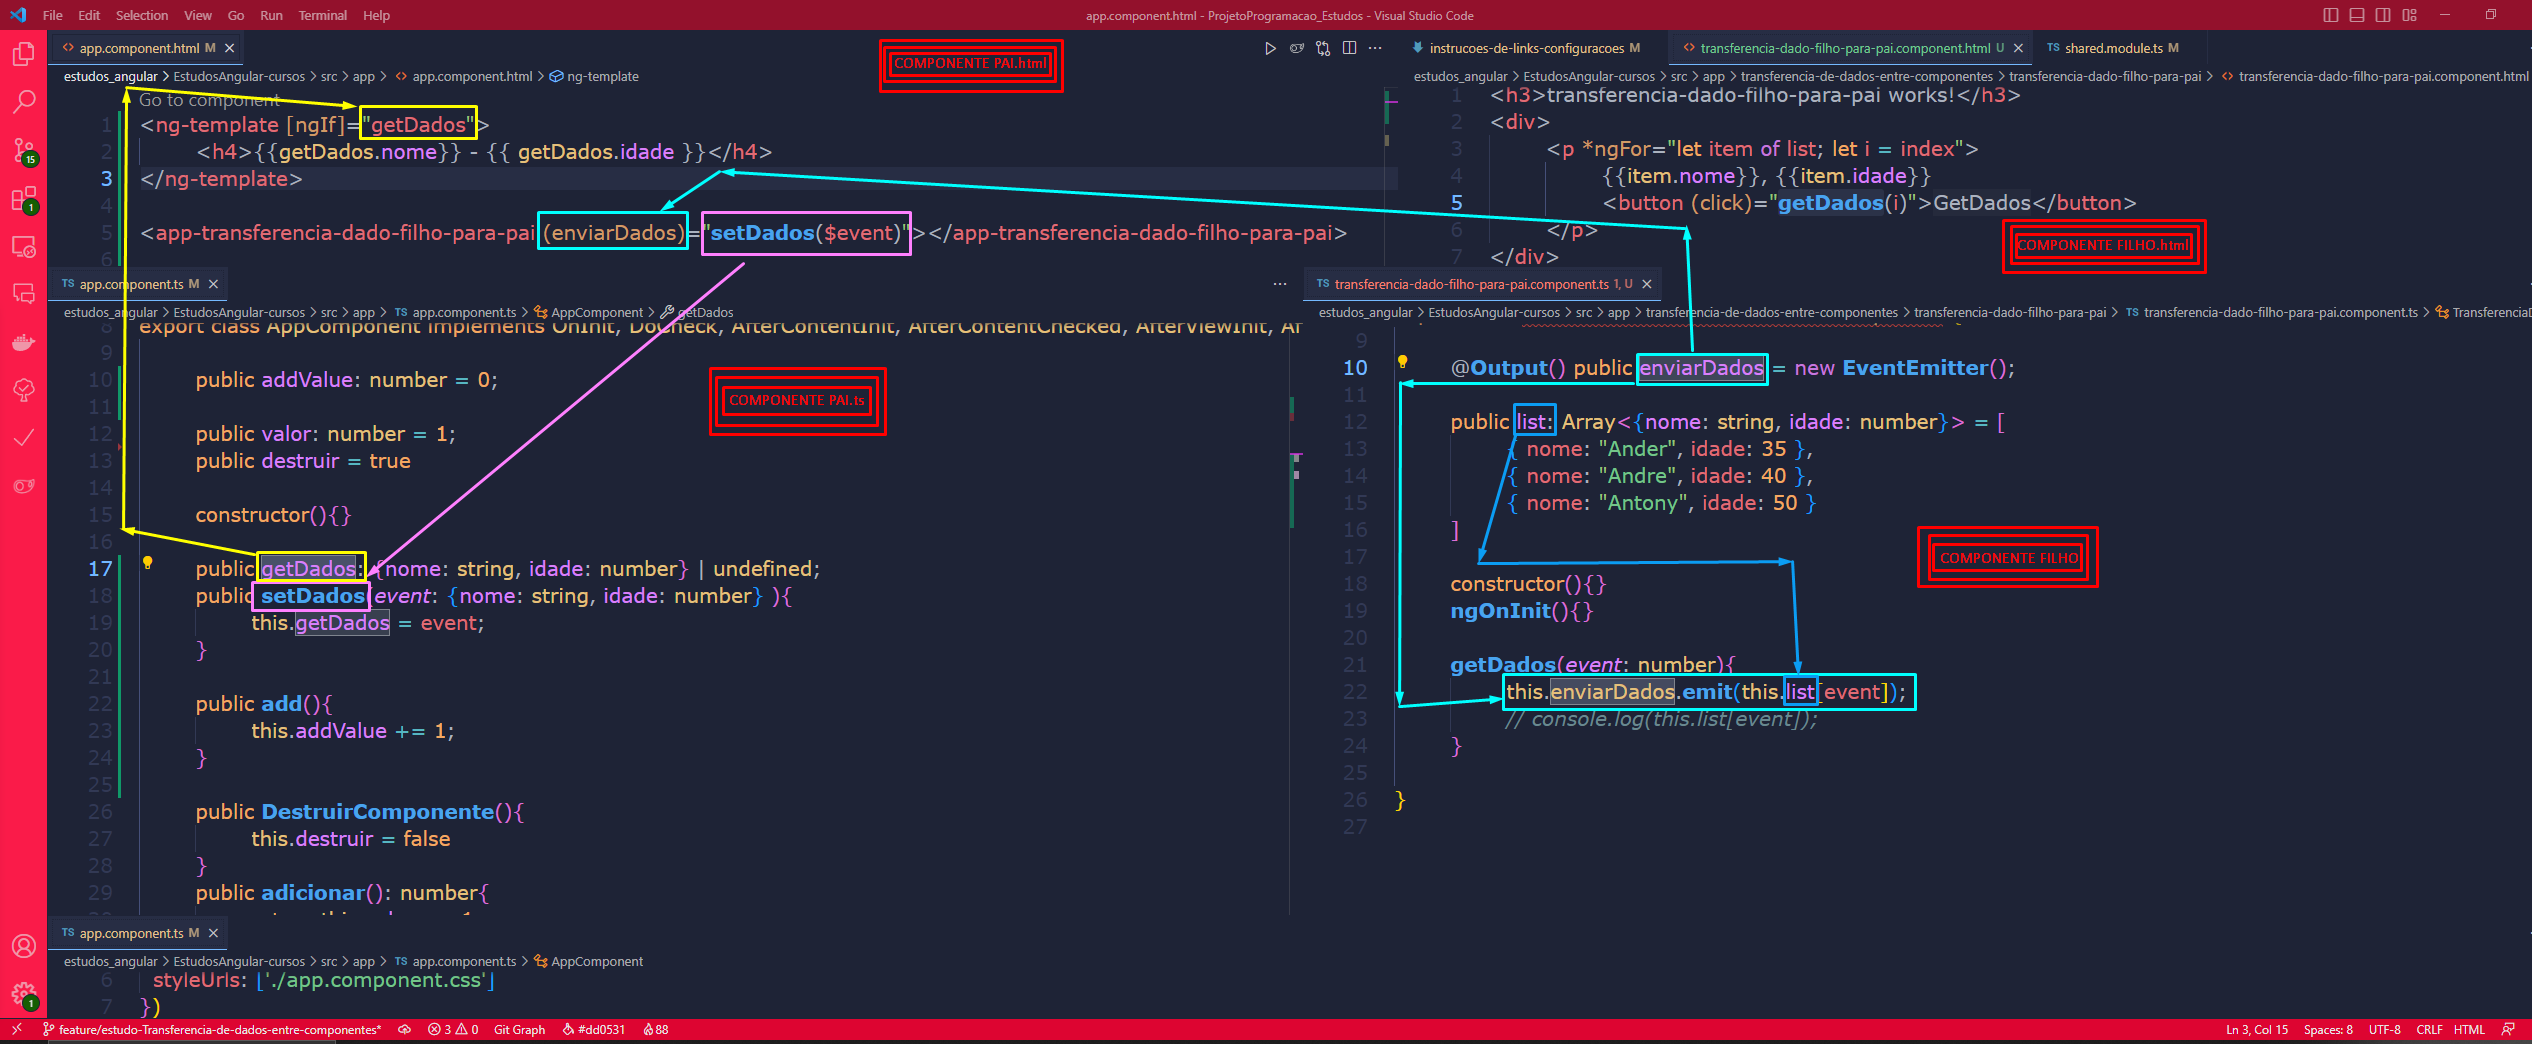 File Edit Selection View Go Run Terminal Help
app.component.html - ProjetoProgramacao_Estudos - Visual Studio Code
app.component.html M
estudos_angular > EstudosAngular-cursos > src > app > app.component.html > ng-template
COMPONENTE PAI.html
Go to component
1 <ng-template [ngIf]="getDados">
2 <h4>{{getDados.nome}} - {{ getDados.idade }}</h4>
3 </ng-template>
4
5 <app-transferencia-dado-filho-para-pai (enviarDados)="setDados($event)"></app-transferencia-dado-filho-para-pai>
6
instrucoes-de-links-configuracoes M
transferencia-dado-filho-para-pai.component.html U
TS shared.module.ts M
estudos_angular > EstudosAngular-cursos > src > app > transferencia-de-dados-entre-componentes > transferencia-dado-filho-para-pai > transferencia-dado-filho-para-pai.component.html
1 <h3>transferencia-dado-filho-para-pai works!</h3>
2 <div>
3 <p *ngFor="let item of list; let i = index">
4 {{item.nome}}, {{item.idade}}
5 <button (click)="getDados(i)">GetDados</button>
6 </p>
7 </div>
COMPONENTE FILHO.html
TS app.component.ts M
estudos_angular > EstudosAngular-cursos > src > app > TS app.component.ts > AppComponent > getDados
8 export class AppComponent implements OnInit, DoCheck, AfterContentInit, AfterContentChecked, AfterViewInit, Af
9
10 public addValue: number = 0;
11
12 public valor: number = 1;
13 public destruir = true
14
15 constructor(){}
16
17 public getDados: {nome: string, idade: number} | undefined;
18 public setDados(event: {nome: string, idade: number} ){
19 this.getDados = event;
20 }
21
22 public add(){
23 this.addValue += 1;
24 }
25
26 public DestruirComponente(){
27 this.destruir = false
28 }
29 public adicionar(): number{
COMPONENTE PAI.ts
TS transferencia-dado-filho-para-pai.component.ts 1, U
estudos_angular > EstudosAngular-cursos > src > app > transferencia-de-dados-entre-componentes > transferencia-dado-filho-para-pai > TS transferencia-dado-filho-para-pai.component.ts >
9
10 @Output() public enviarDados = new EventEmitter();
11
12 public list: Array<{nome: string, idade: number}> = [
13 { nome: "Ander", idade: 35 },
14 { nome: "Andre", idade: 40 },
15 { nome: "Antony", idade: 50 }
16 ]
17
18 constructor(){}
19 ngOnInit(){}
20
21 getDados(event: number){
22 this.enviarDados.emit(this.list[event]);
23 // console.log(this.list[event]);
24 }
25
26 }
27
COMPONENTE FILHO
TS app.component.ts M
estudos_angular > EstudosAngular-cursos > src > app > TS app.component.ts > AppComponent
6 styleUrls: ['./app.component.css']
7 })
15
1
1
feature/estudo-Transferencia-de-dados-entre-componentes* 3 0 Git Graph #dd0531 88
Ln 3, Col 15 Spaces: 8 UTF-8 CRLF HTML